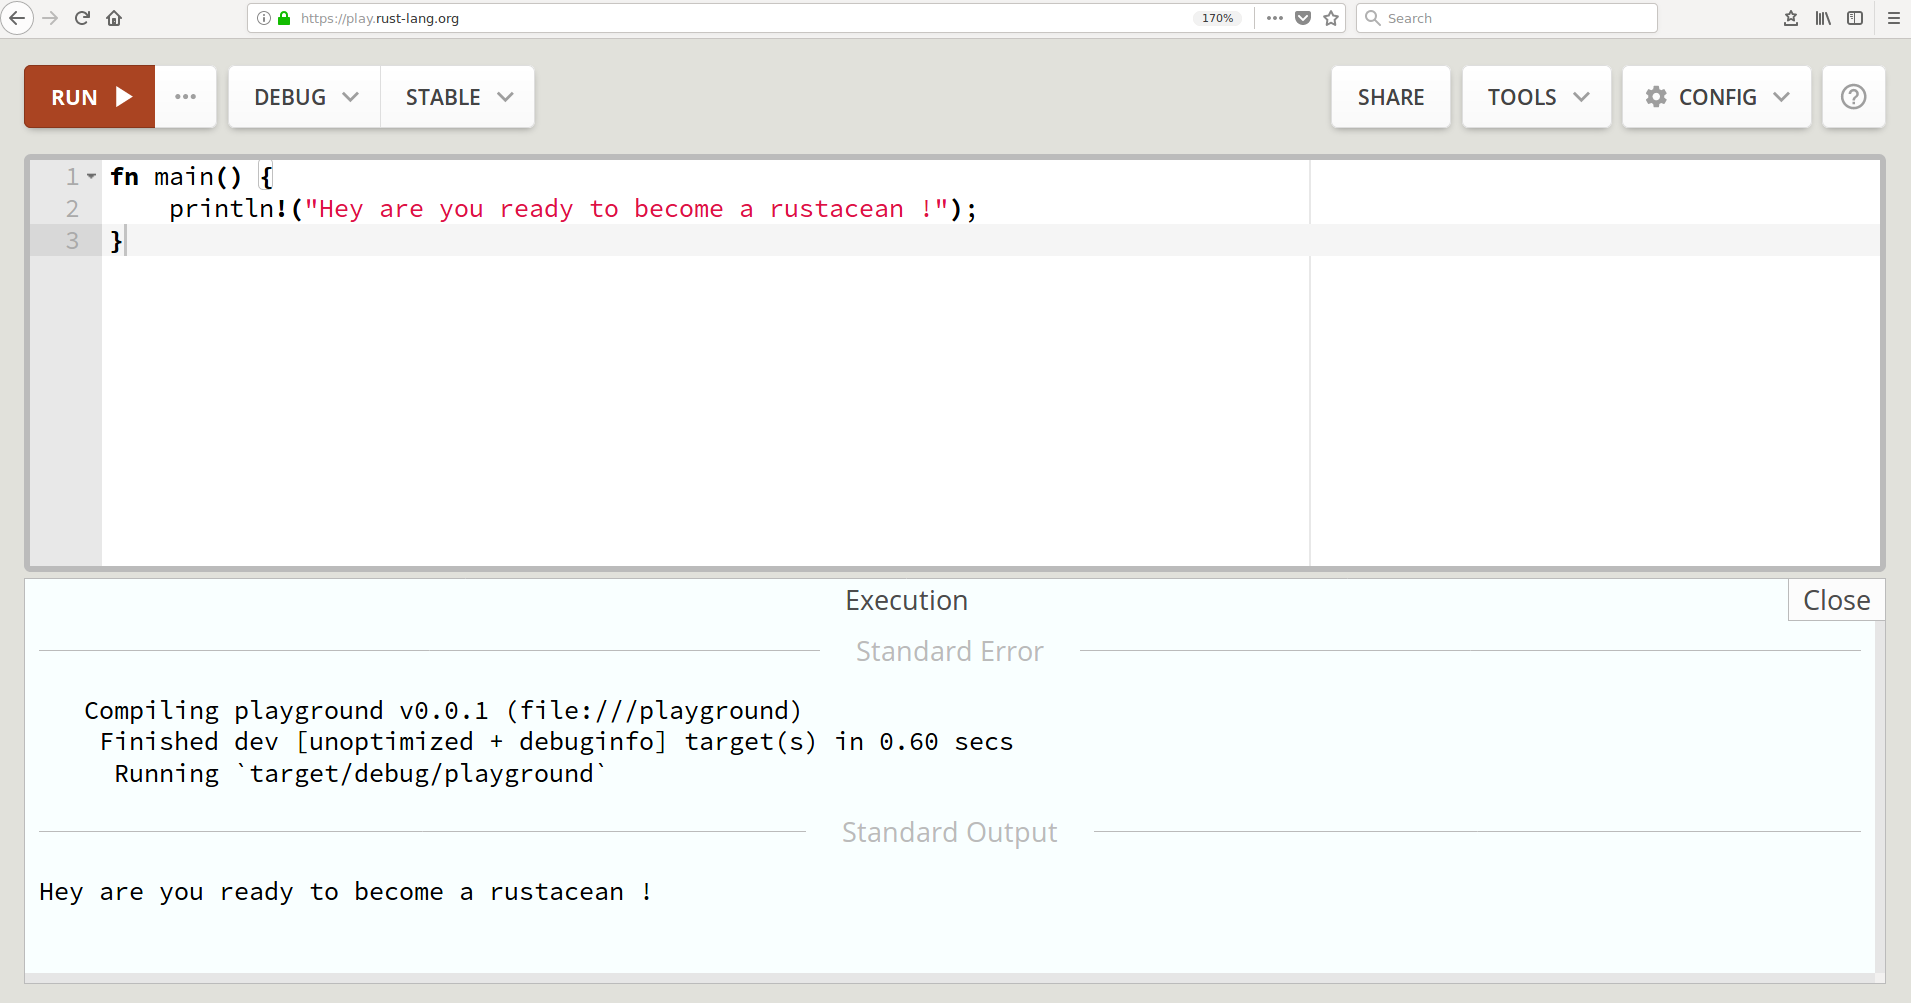 https://play.rust-lang.org
170%
Search
RUN
DEBUG
STABLE
SHARE
TOOLS
CONFIG
1 fn main() {
2     println!("Hey are you ready to become a rustacean !");
3 }
Execution
Close
Standard Error
   Compiling playground v0.0.1 (file:///playground)
    Finished dev [unoptimized + debuginfo] target(s) in 0.60 secs
     Running `target/debug/playground`
Standard Output
Hey are you ready to become a rustacean !